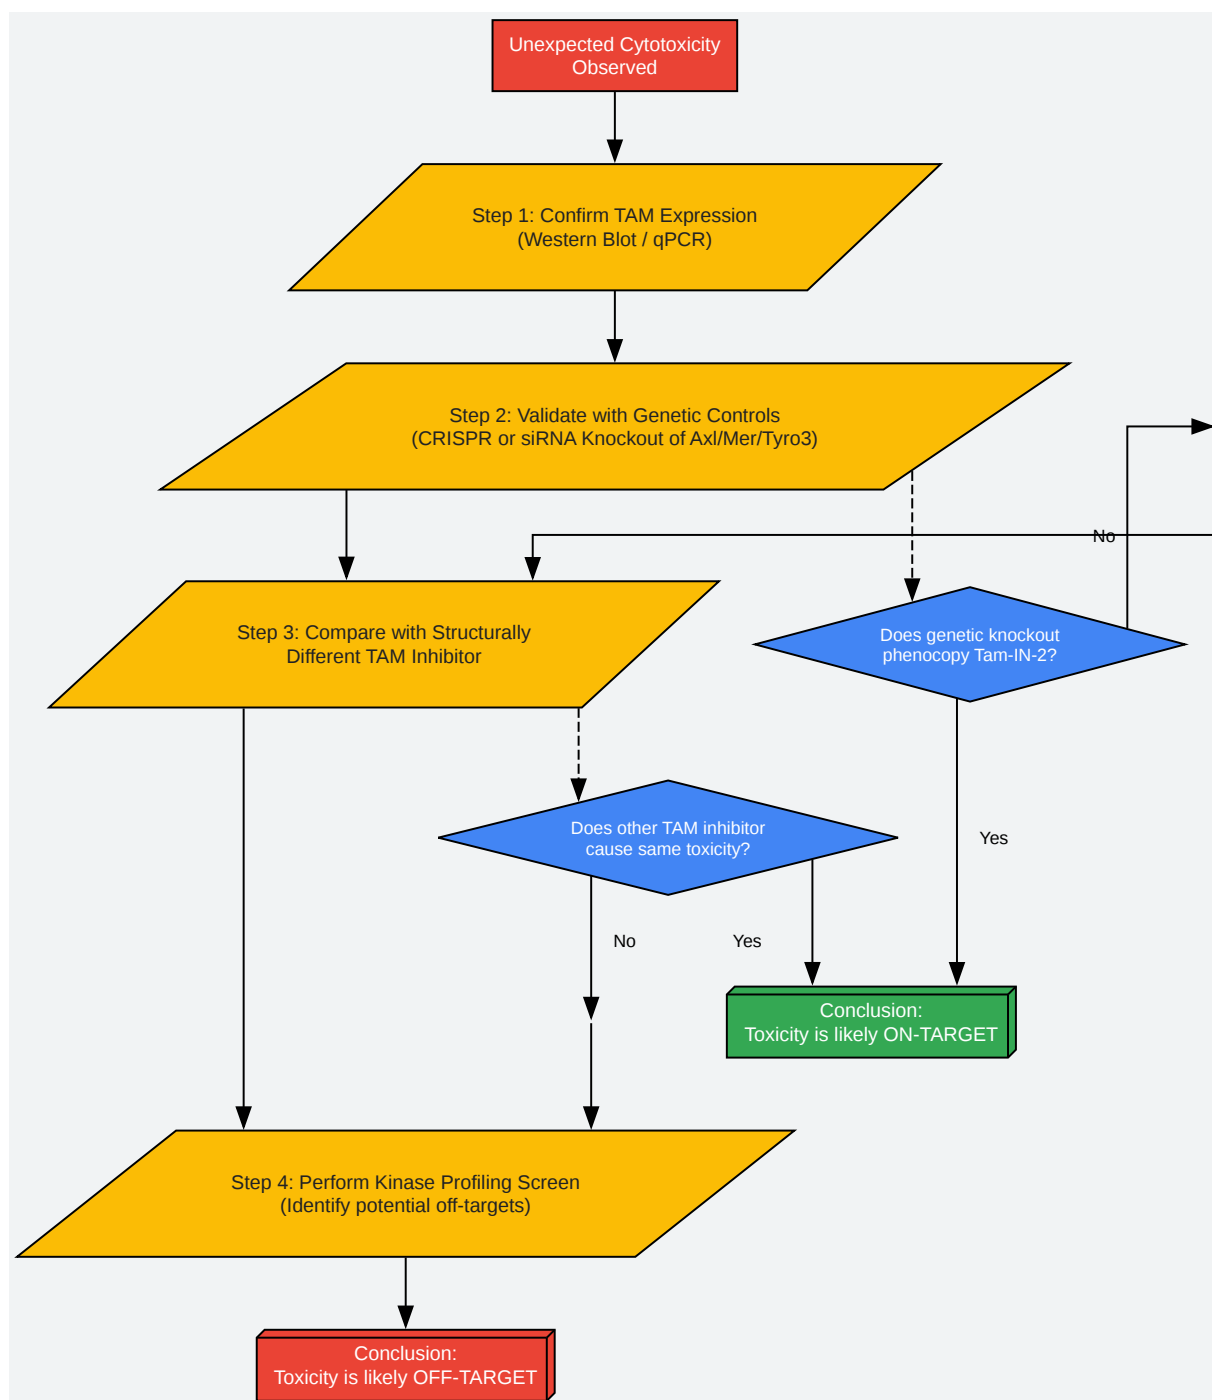 Unexpected Cytotoxicity
Observed
Step 1: Confirm TAM Expression
(Western Blot / qPCR)
Step 2: Validate with Genetic Controls
(CRISPR or siRNA Knockout of Axl/Mer/Tyro3)
No
Step 3: Compare with Structurally
Different TAM Inhibitor
Does genetic knockout
phenocopy Tam-IN-2?
Does other TAM inhibitor
cause same toxicity?
Yes
No
Yes
Conclusion:
Toxicity is likely ON-TARGET
Step 4: Perform Kinase Profiling Screen
(Identify potential off-targets)
Conclusion:
Toxicity is likely OFF-TARGET